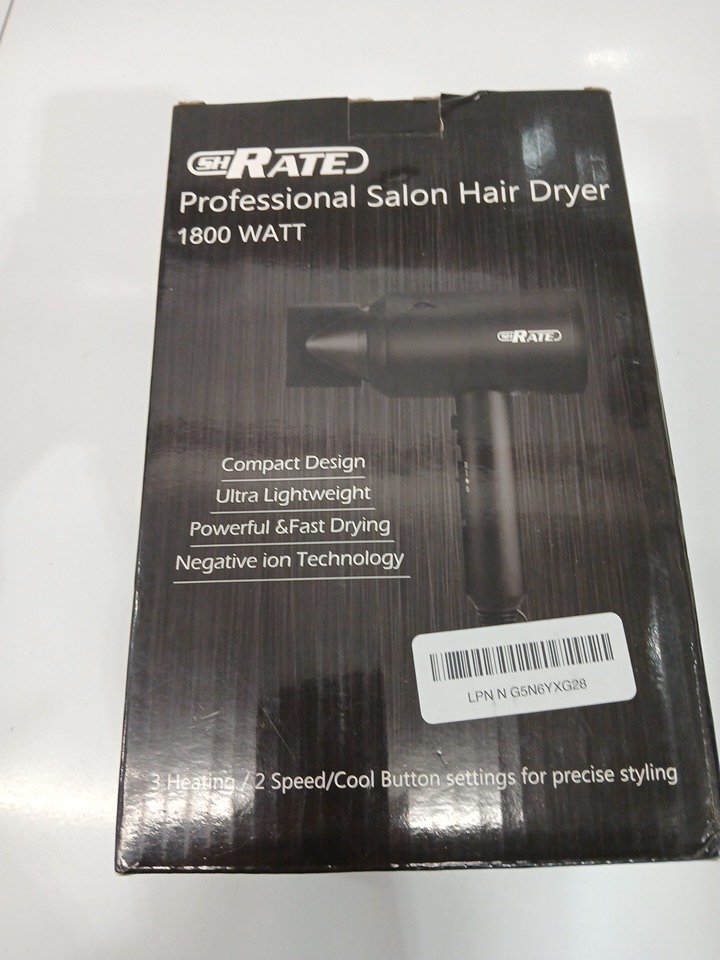 SHRATE
Professional Salon Hair Dryer
1800 WATT
SHRATE
Compact Design
Ultra Lightweight
Powerful &Fast Drying
Negative ion Technology
LPN N G5N6YXG28
3 Heating / 2 Speed/Cool Button settings for precise styling